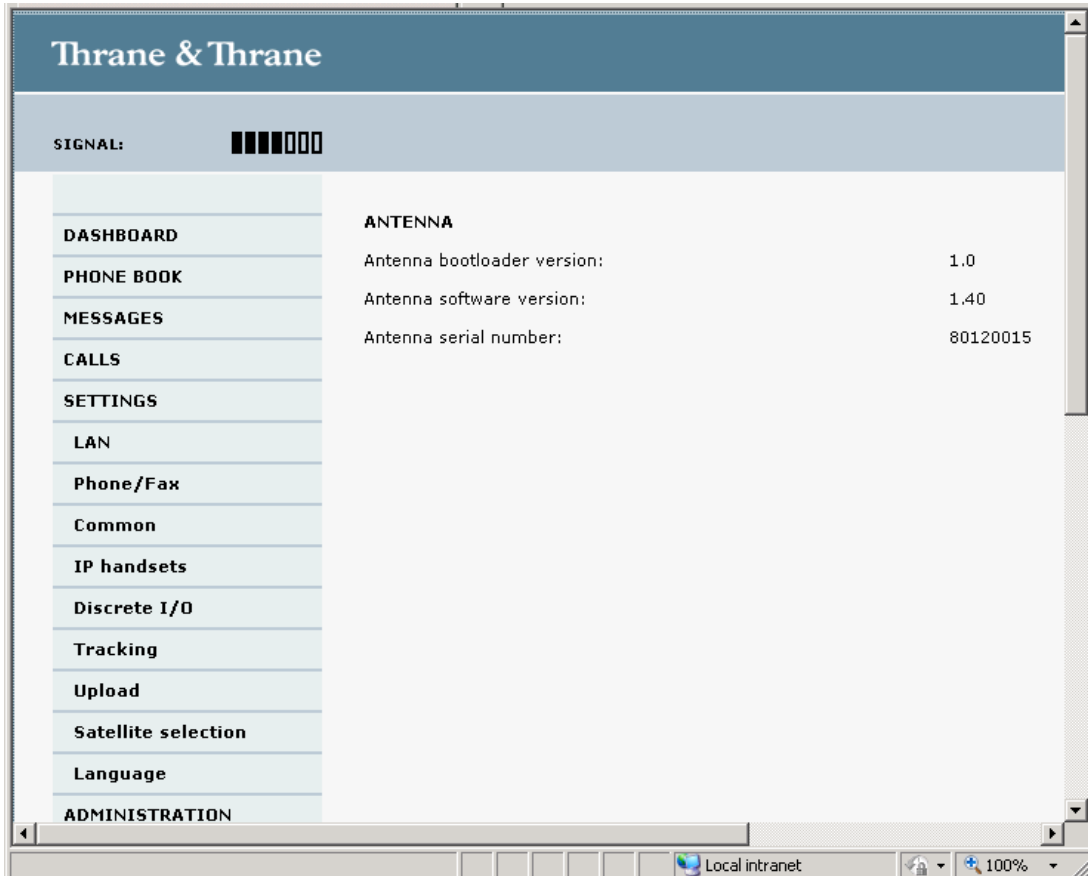 Thrane & Thrane
SIGNAL:
DASHBOARD
PHONE BOOK
MESSAGES
CALLS
SETTINGS
LAN
Phone/Fax
Common
IP handsets
Discrete I/O
Tracking
Upload
Satellite selection
Language
ADMINISTRATION
ANTENNA
Antenna bootloader version: 1.0
Antenna software version: 1.40
Antenna serial number: 80120015
Local intranet 100%